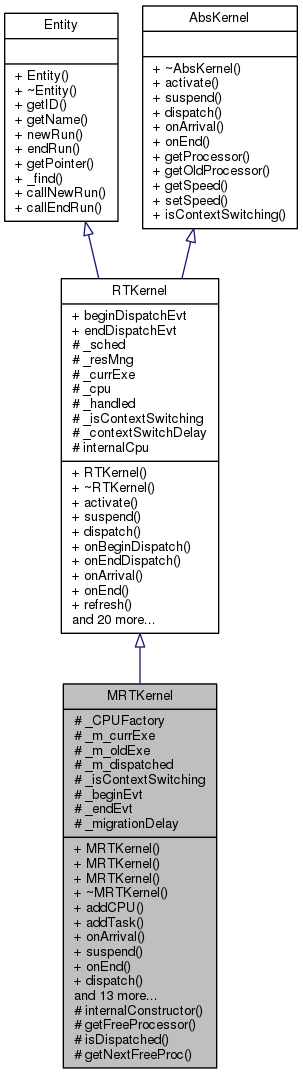 Entity
+ Entity()
+ ~Entity()
+ getID()
+ getName()
+ newRun()
+ endRun()
+ getPointer()
+ _find()
+ callNewRun()
+ callEndRun()
AbsKernel
+ ~AbsKernel()
+ activate()
+ suspend()
+ dispatch()
+ onArrival()
+ onEnd()
+ getProcessor()
+ getOldProcessor()
+ getSpeed()
+ setSpeed()
+ isContextSwitching()
RTKernel
+ beginDispatchEvt
+ endDispatchEvt
# _sched
# _resMng
# _currExe
# _cpu
# _handled
# _isContextSwitching
# _contextSwitchDelay
# internalCpu
+ RTKernel()
+ ~RTKernel()
+ activate()
+ suspend()
+ dispatch()
+ onBeginDispatch()
+ onEndDispatch()
+ onArrival()
+ onEnd()
+ refresh()
and 20 more...
MRTKernel
# _CPUFactory
# _m_currExe
# _m_oldExe
# _m_dispatched
# _isContextSwitching
# _beginEvt
# _endEvt
# _migrationDelay
+ MRTKernel()
+ MRTKernel()
+ MRTKernel()
+ ~MRTKernel()
+ addCPU()
+ addTask()
+ onArrival()
+ suspend()
+ onEnd()
+ dispatch()
and 13 more...
# internalConstructor()
# getFreeProcessor()
# isDispatched()
# getNextFreeProc()